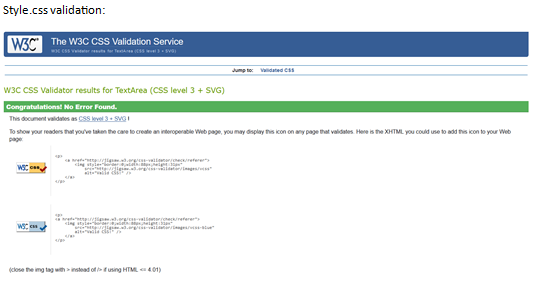 Style.css validation:
W3C
The W3C CSS Validation Service
W3C CSS Validator results for TextArea (CSS level 3 + SVG)
Jump to: Validated CSS
W3C CSS Validator results for TextArea (CSS level 3 + SVG)
Congratulations! No Error Found.
This document validates as CSS level 3 + SVG !
To show your readers that you've taken the care to create an interoperable Web page, you may display this icon on any page that validates. Here is the XHTML you could use to add this icon to your Web
page:
<p>
<a href="http://jigsaw.w3.org/css-validator/check/referer">
<img style="border:0;width:88px;height:31px"
src="http://jigsaw.w3.org/css-validator/images/vcss"
alt="Valid CSS!" />
</a>
</p>
W3C CSS
<p>
<a href="http://jigsaw.w3.org/css-validator/check/referer">
<img style="border:0;width:88px;height:31px"
src="http://jigsaw.w3.org/css-validator/images/vcss-blue"
alt="Valid CSS!" />
</a>
</p>
W3C CSS
(close the img tag with > instead of /> if using HTML <= 4.01)